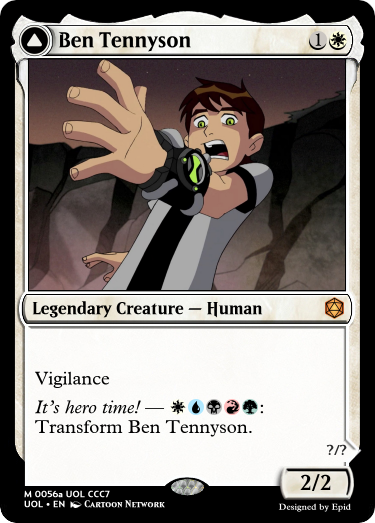 Ben Tennyson 1
Legendary Creature — Human
Vigilance
It's hero time! — :
Transform Ben Tennyson.
?/?
2/2
M 0056a UOL CCC7
UOL • EN Cartoon Network
Designed by Epid